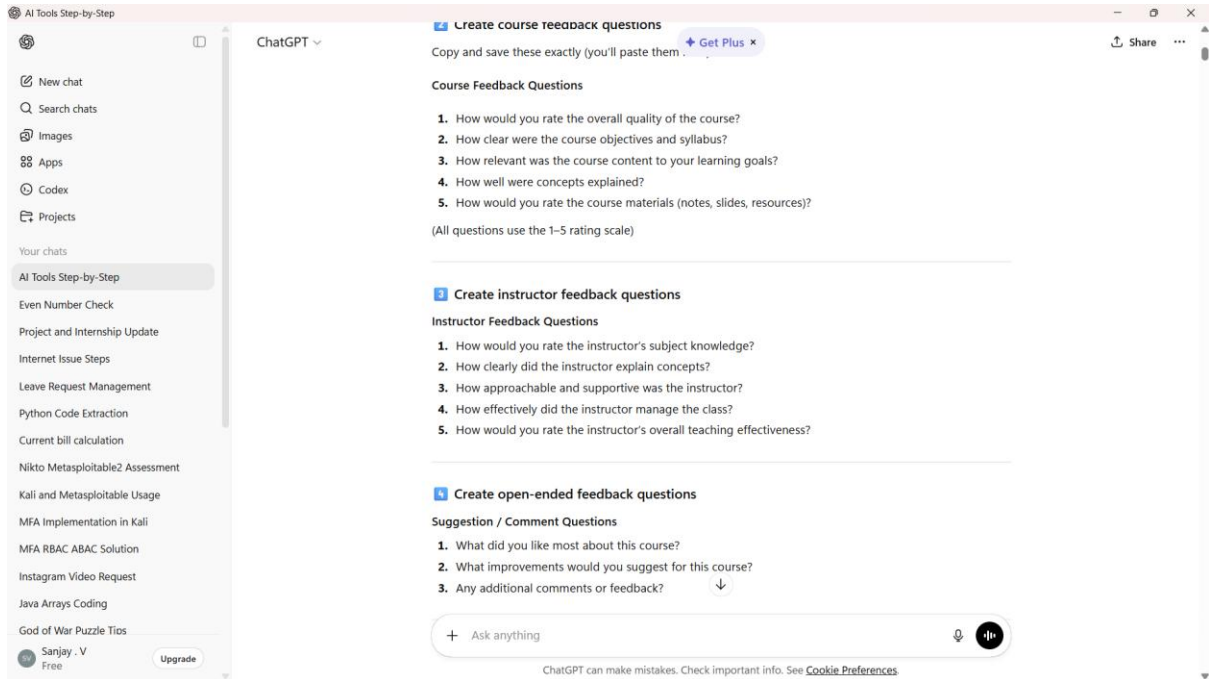 AI Tools Step-by-Step
ChatGPT
Get Plus ×
Share
New chat
Search chats
Images
Apps
Codex
Projects
Your chats
AI Tools Step-by-Step
Even Number Check
Project and Internship Update
Internet Issue Steps
Leave Request Management
Python Code Extraction
Current bill calculation
Nikto Metasploitable2 Assessment
Kali and Metasploitable Usage
MFA Implementation in Kali
MFA RBAC ABAC Solution
Instagram Video Request
Java Arrays Coding
God of War Puzzle Tips
SV
Sanjay . V
Free
Upgrade
2 Create course feedback questions
Copy and save these exactly (you'll paste them
Course Feedback Questions
1. How would you rate the overall quality of the course?
2. How clear were the course objectives and syllabus?
3. How relevant was the course content to your learning goals?
4. How well were concepts explained?
5. How would you rate the course materials (notes, slides, resources)?
(All questions use the 1–5 rating scale)
3 Create instructor feedback questions
Instructor Feedback Questions
1. How would you rate the instructor's subject knowledge?
2. How clearly did the instructor explain concepts?
3. How approachable and supportive was the instructor?
4. How effectively did the instructor manage the class?
5. How would you rate the instructor's overall teaching effectiveness?
4 Create open-ended feedback questions
Suggestion / Comment Questions
1. What did you like most about this course?
2. What improvements would you suggest for this course?
3. Any additional comments or feedback?
Ask anything
ChatGPT can make mistakes. Check important info. See Cookie Preferences.